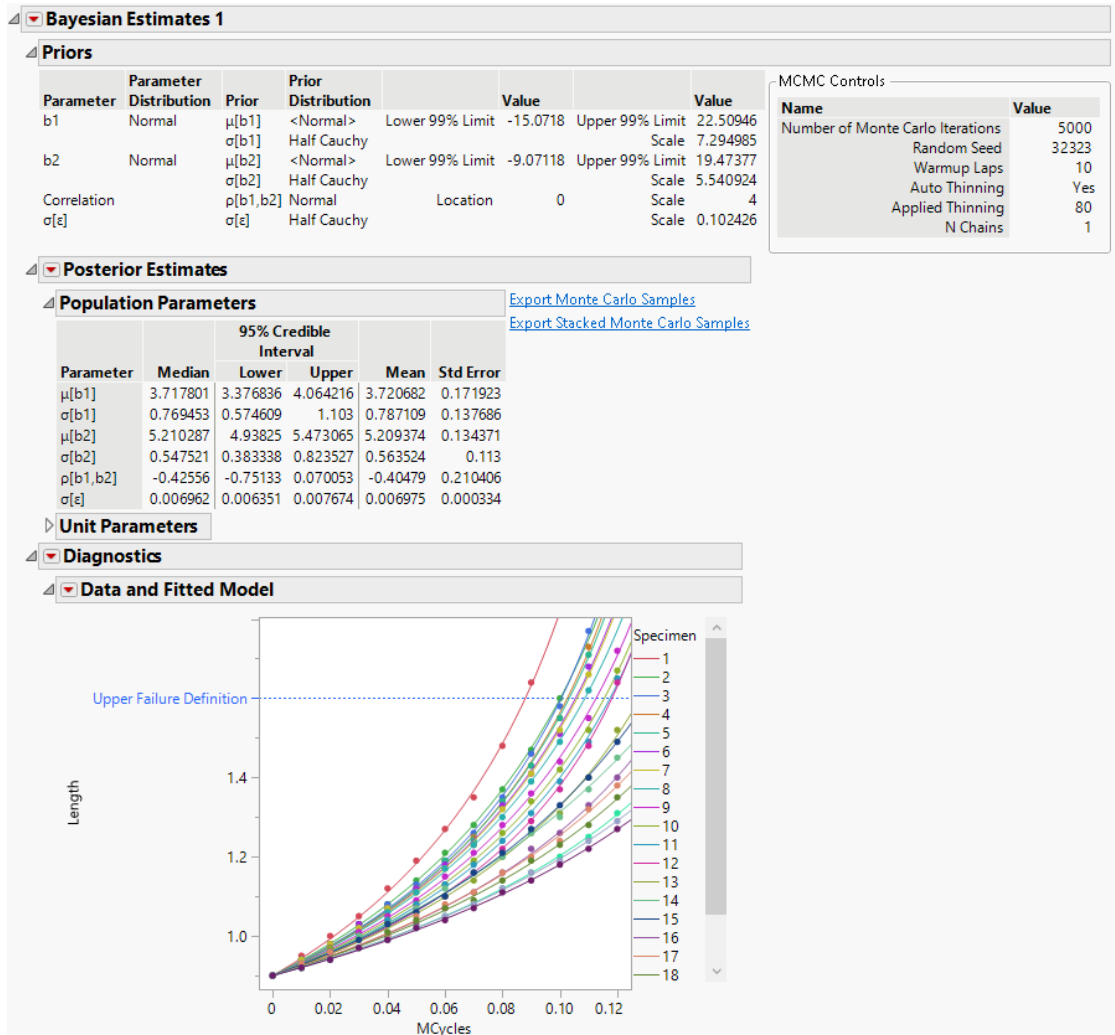 Bayesian Estimates 1
Priors
Parameter Parameter Distribution Prior Prior Distribution Value Value
b1 Normal μ[b1] <Normal> Lower 99% Limit -15.0718 Upper 99% Limit 22.50946
σ[b1] Half Cauchy Scale 7.294985
b2 Normal μ[b2] <Normal> Lower 99% Limit -9.07118 Upper 99% Limit 19.47377
σ[b2] Half Cauchy Scale 5.540924
Correlation ρ[b1,b2] Normal Location 0 Scale 4
σ[ε] σ[ε] Half Cauchy Scale 0.102426
MCMC Controls
Name Value
Number of Monte Carlo Iterations 5000
Random Seed 32323
Warmup Laps 10
Auto Thinning Yes
Applied Thinning 80
N Chains 1
Posterior Estimates
Population Parameters
Export Monte Carlo Samples
Export Stacked Monte Carlo Samples
95% Credible
Interval
Parameter Median Lower Upper Mean Std Error
μ[b1] 3.717801 3.376836 4.064216 3.720682 0.171923
σ[b1] 0.769453 0.574609 1.103 0.787109 0.137686
μ[b2] 5.210287 4.93825 5.473065 5.209374 0.134371
σ[b2] 0.547521 0.383338 0.823527 0.563524 0.113
ρ[b1,b2] -0.42556 -0.75133 0.070053 -0.40479 0.210406
σ[ε] 0.006962 0.006351 0.007674 0.006975 0.000334
Unit Parameters
Diagnostics
Data and Fitted Model
Upper Failure Definition
1.4
1.2
1.0
Length
0 0.02 0.04 0.06 0.08 0.10 0.12
MCycles
Specimen
1
2
3
4
5
6
7
8
9
10
11
12
13
14
15
16
17
18